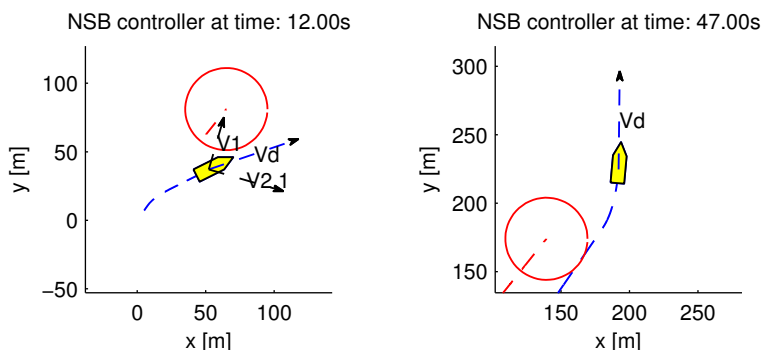 NSB controller at time: 12.00s
100
50
0
−50
0
50
100
x [m]
y [m]
V1
Vd
V2,1
NSB controller at time: 47.00s
300
250
200
150
150
200
250
x [m]
y [m]
Vd